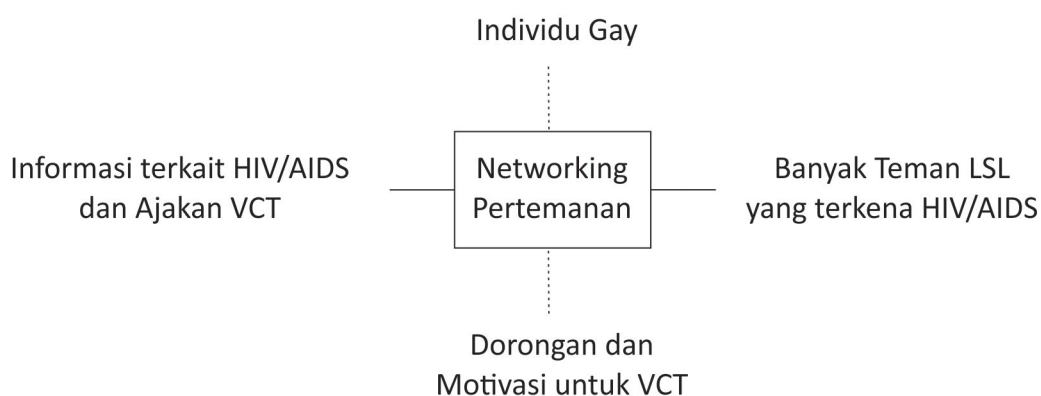 Individu Gay
Informasi terkait HIV/AIDS
dan Ajakan VCT
Networking
Pertemanan
Banyak Teman LSL
yang terkena HIV/AIDS
Dorongan dan
Motivasi untuk VCT